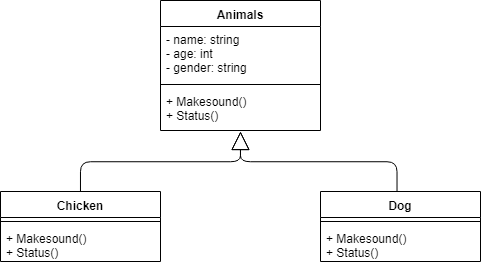 Animals
- name: string
- age: int
- gender: string
+ Makesound()
+ Status()
Chicken
+ Makesound()
+ Status()
Dog
+ Makesound()
+ Status()